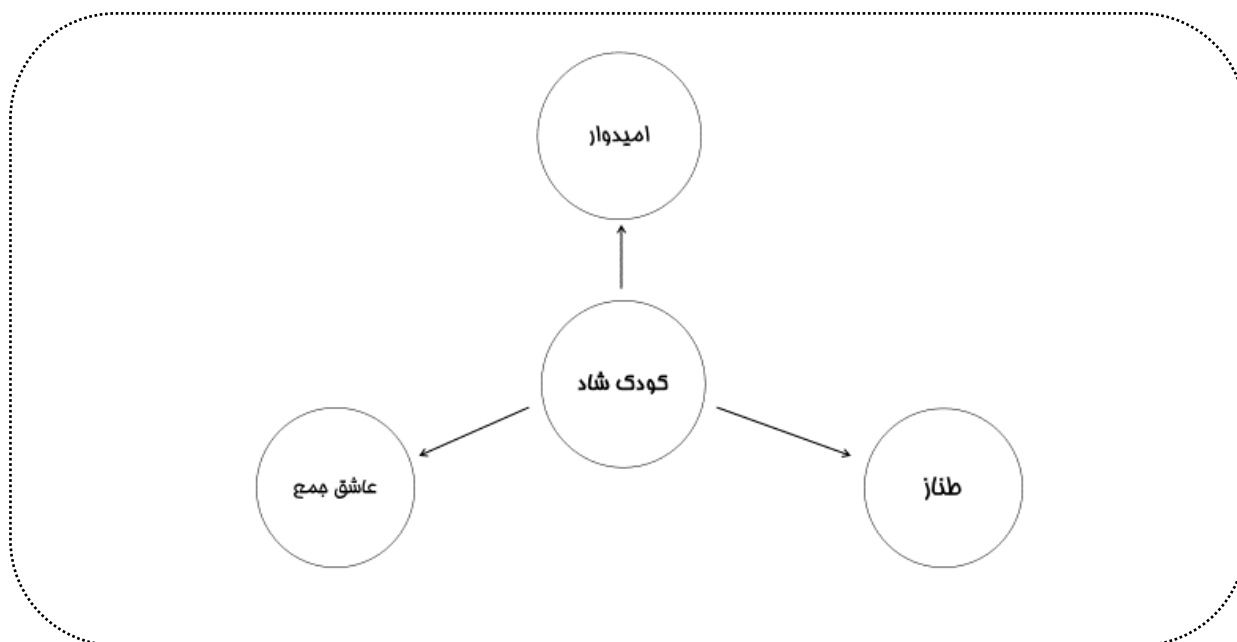 امیدوار
کودک شاد
طناز
عاشق جمع